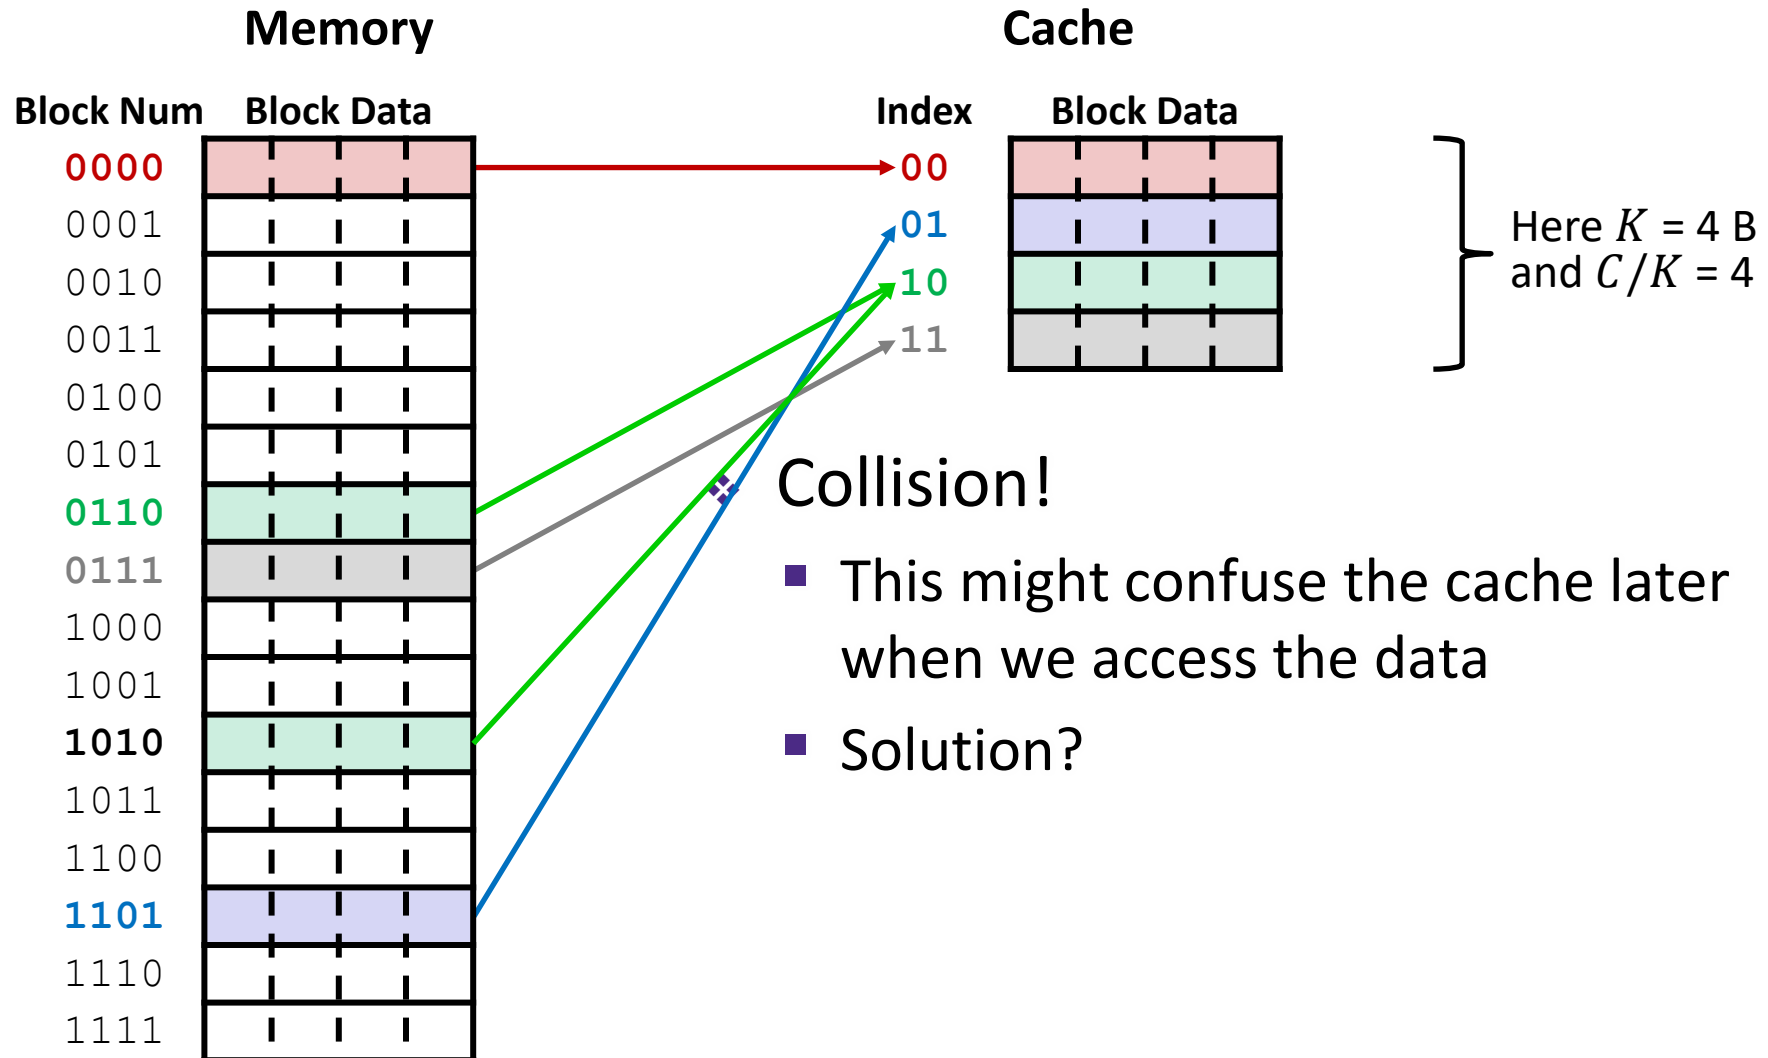 Memory
Cache
Block Num Block Data
Index Block Data
0000
0001
0010
0011
0100
0101
0110
0111
1000
1001
1010
1011
1100
1101
1110
1111
00
01
10
11
Here K = 4 B
and C/K = 4
Collision!
This might confuse the cache later
when we access the data
Solution?